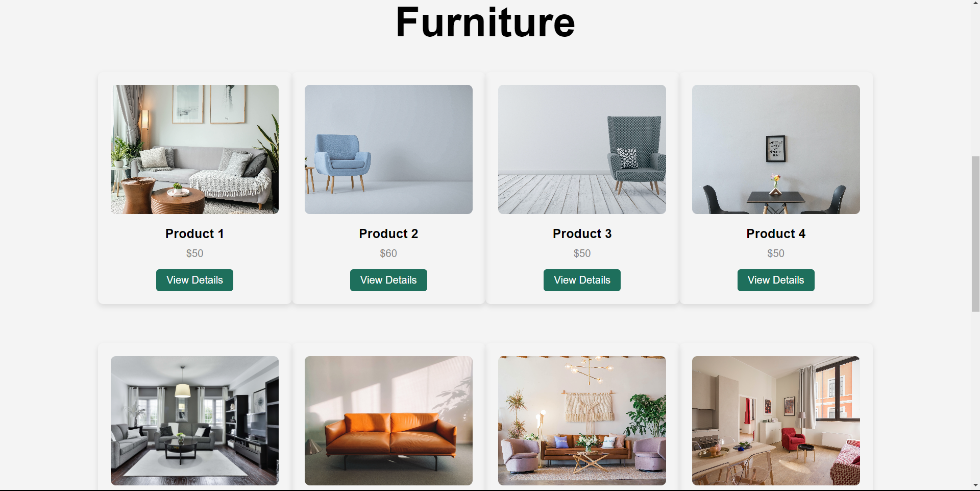 Furniture
Product 1
Product 2
Product 3
Product 4
$50
$60
$50
$50
View Details
View Details
View Details
View Details